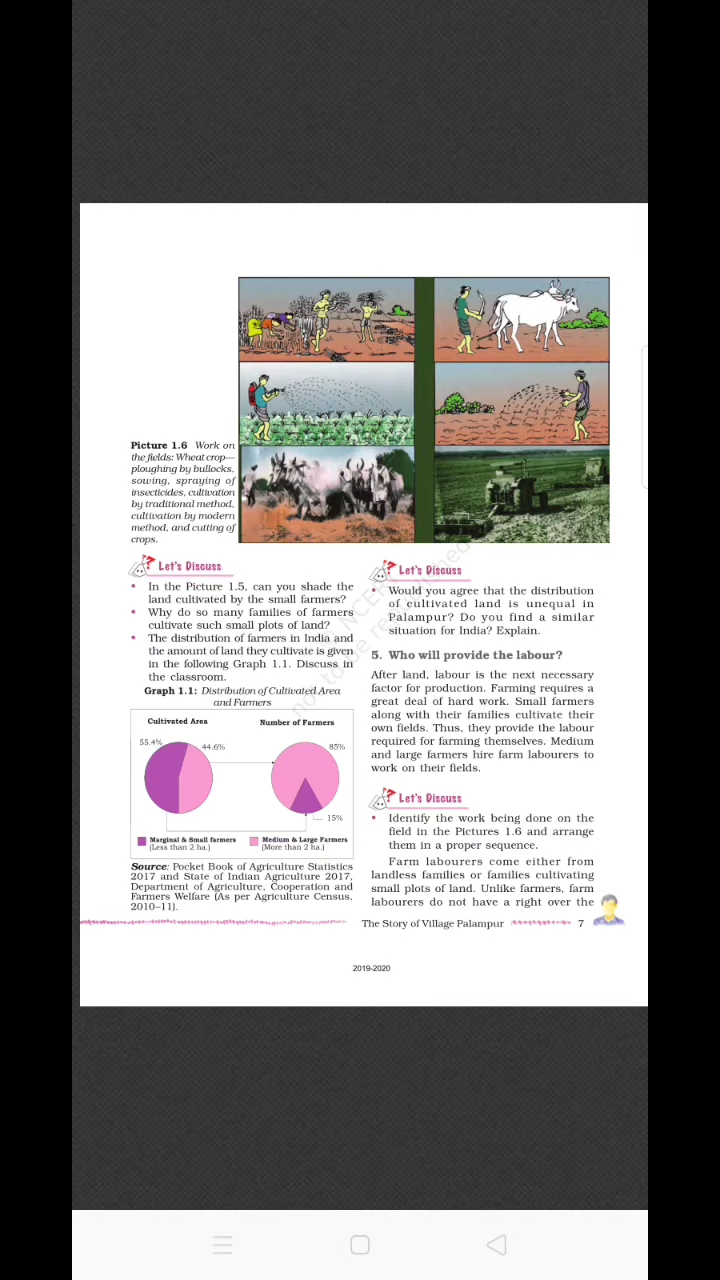 Picture 1.6 Work on
the fields: Wheat crop—
ploughing by bullocks,
sowing, spraying of
insecticides, cultivation
by traditional method,
cultivation by modern
method, and cutting of
crops.
Let's Discuss
• In the Picture 1.5, can you shade the
land cultivated by the small farmers?
• Why do so many families of farmers
cultivate such small plots of land?
• The distribution of farmers in India and
the amount of land they cultivate is given
in the following Graph 1.1. Discuss in
the classroom.
Graph 1.1: Distribution of Cultivated Area
and Farmers
Cultivated Area
Number of Farmers
55.4%
44.6%
85%
15%
Marginal & Small farmers
(Less than 2 ha.)
Medium & Large Farmers
(More than 2 ha.)
Source: Pocket Book of Agriculture Statistics
2017 and State of Indian Agriculture 2017,
Department of Agriculture, Cooperation and
Farmers Welfare (As per Agriculture Census,
2010–11).
Let's Discuss
• Would you agree that the distribution
of cultivated land is unequal in
Palampur? Do you find a similar
situation for India? Explain.
5. Who will provide the labour?
After land, labour is the next necessary
factor for production. Farming requires a
great deal of hard work. Small farmers
along with their families cultivate their
own fields. Thus, they provide the labour
required for farming themselves. Medium
and large farmers hire farm labourers to
work on their fields.
Let's Discuss
• Identify the work being done on the
field in the Pictures 1.6 and arrange
them in a proper sequence.
Farm labourers come either from
landless families or families cultivating
small plots of land. Unlike farmers, farm
labourers do not have a right over the
The Story of Village Palampur 7
2019-2020